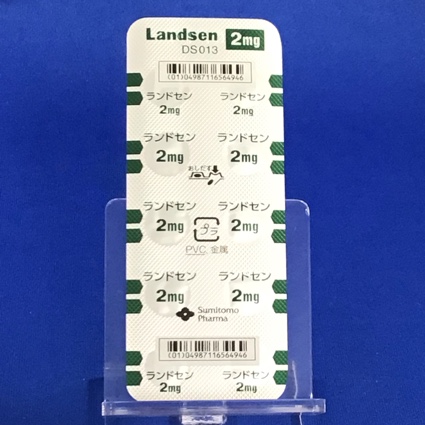 Landsen 2mg
DS013
(01)04987116564946
ランドセン ランドセン
2mg 2mg
ランドセン ランドセン
2mg 2mg
おしだす
ランドセン ランドセン
2mg プラ 2mg
PVC, 金属
ランドセン ランドセン
2mg 2mg
Sumitomo
Pharma
(01)04987116564946
ランドセン ランドセン
2mg 2mg